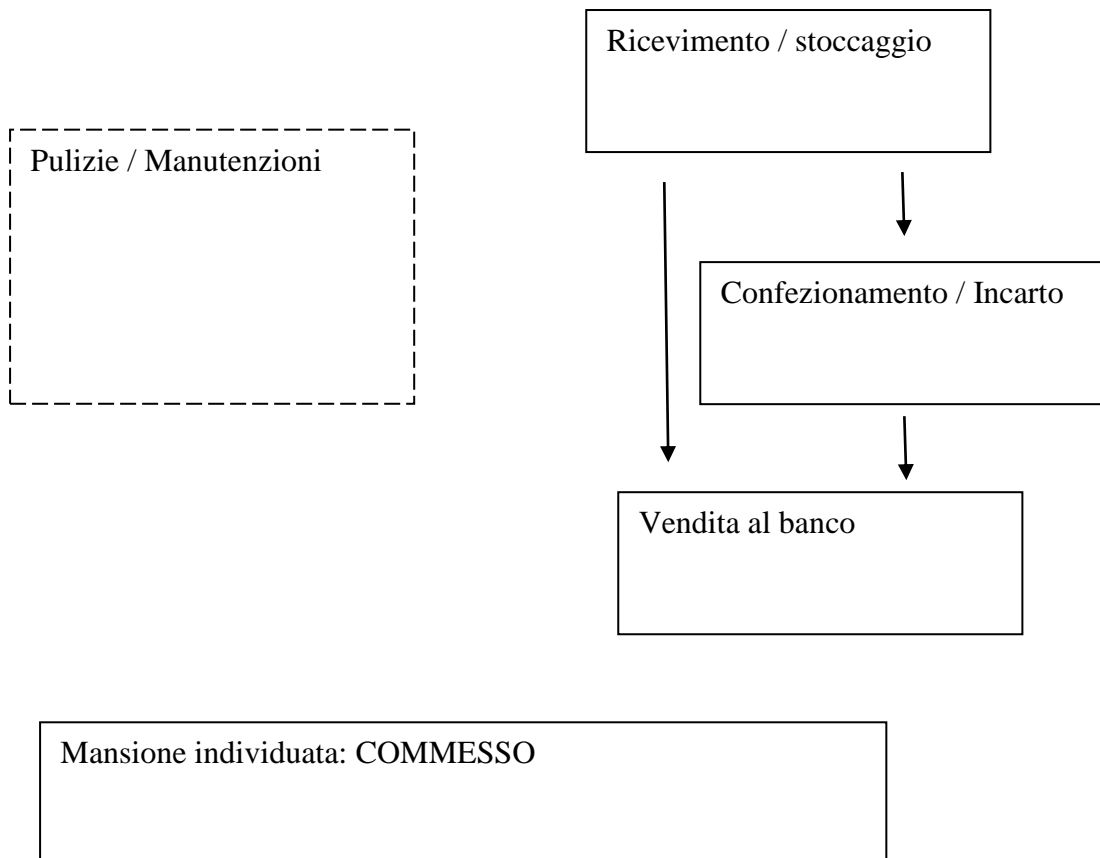 Ricevimento / stoccaggio
Pulizie / Manutenzioni
Confezionamento / Incarto
Vendita al banco
Mansione individuata: COMMESSO